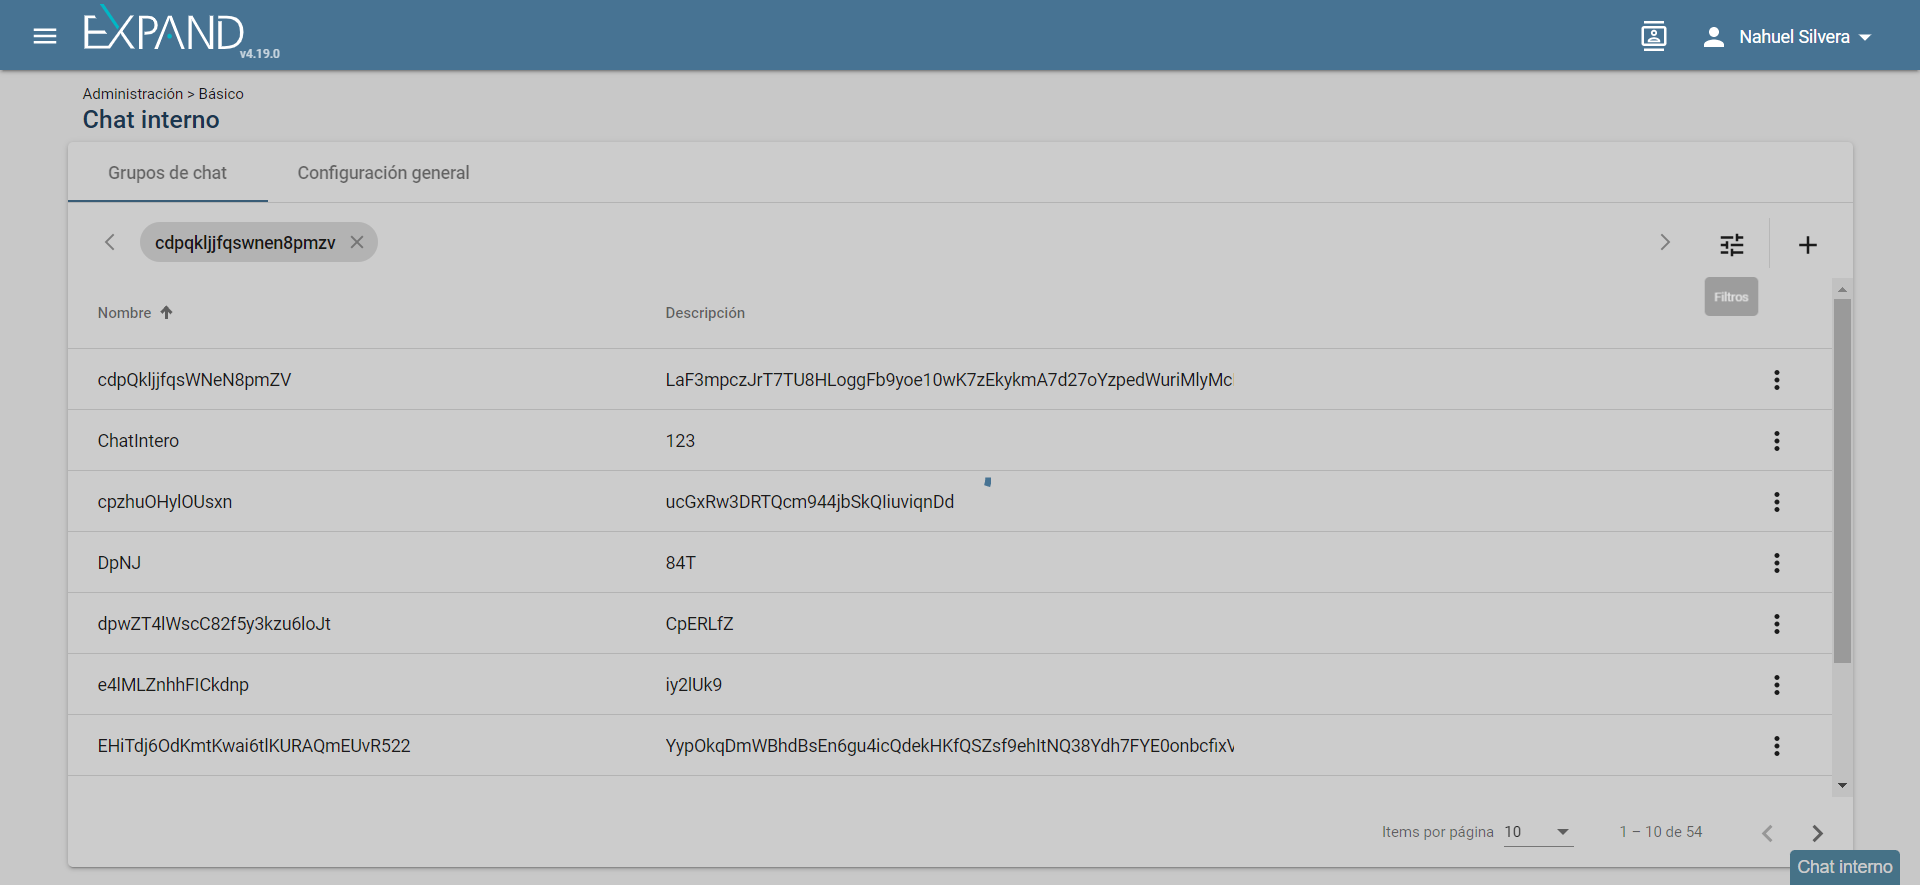 EXPAND
v4.19.0
Nahuel Silvera
Administración > Básico
Chat interno
Grupos de chat
Configuración general
cdpqkljjfqswnen8pmzv
Filtros
Nombre
Descripción
cdpQkljjfqsWNeN8pmZV
LaF3mpczJrT7TU8HLoggFb9yoe10wK7zEkykmA7d27oYzpedWuriMlyMc
ChatIntero
123
cpzhuOHylOUsxn
ucGxRw3DRTQcm944jbSkQIiuviqnDd
DpNJ
84T
dpwZT4lWscC82f5y3kzu6loJt
CpERLfZ
e4lMLZnhhFICkdnp
iy2lUk9
EHiTdj6OdKmtKwai6tlKURAQmEUvR522
YypOkqDmWBhdBsEn6gu4icQdekHKfQSZsf9ehItNQ38Ydh7FYE0onbcfixV
Items por página
10
1 – 10 de 54
Chat interno